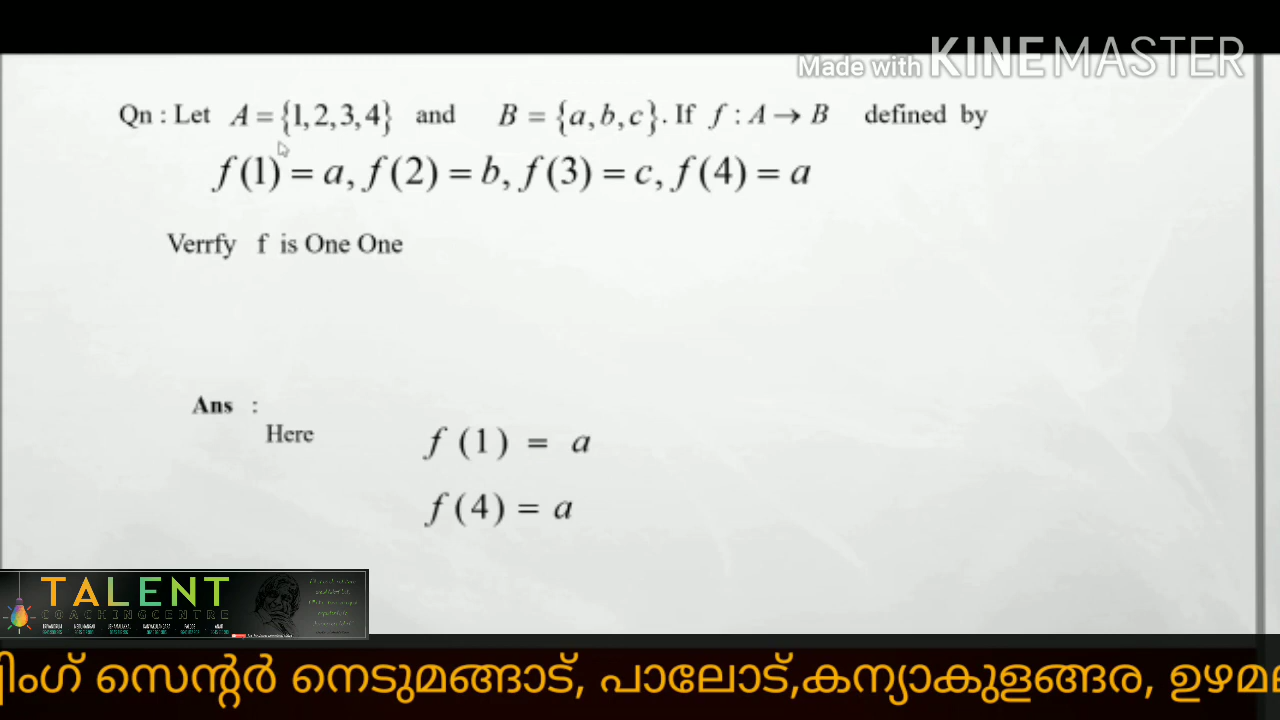 Made with KINEMASTER
Qn : Let A = {1,2,3,4} and B = {a,b,c}. If f : A → B defined by
f(1) = a, f(2) = b, f(3) = c, f(4) = a
Verrfy f is One One
Ans :
Here f(1) = a
f(4) = a
TALENT
COACHING CENTRE
ിംഗ് സെന്റർ നെടുമങ്ങാട്, പാലോട്,കന്യാകുളങ്ങര,